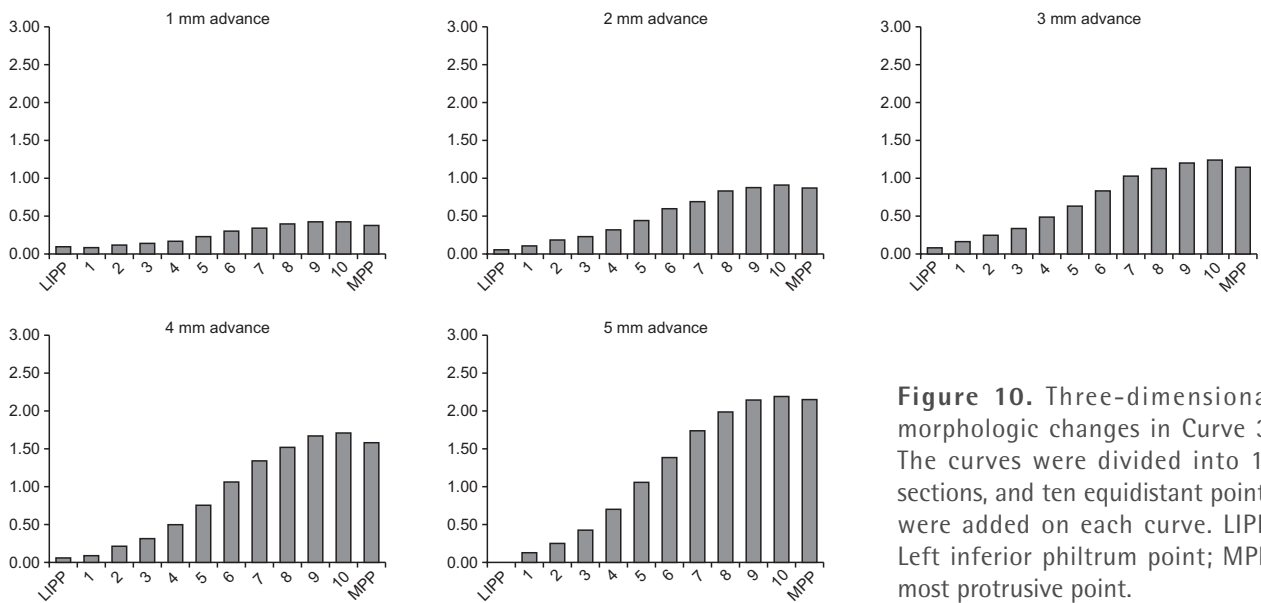 1 mm advance
3.00
2.50
2.00
1.50
1.00
0.50
0.00
LIPP 1 2 3 4 5 6 7 8 9 10 MPP
2 mm advance
3.00
2.50
2.00
1.50
1.00
0.50
0.00
LIPP 1 2 3 4 5 6 7 8 9 10 MPP
3 mm advance
3.00
2.50
2.00
1.50
1.00
0.50
0.00
LIPP 1 2 3 4 5 6 7 8 9 10 MPP
4 mm advance
3.00
2.50
2.00
1.50
1.00
0.50
0.00
LIPP 1 2 3 4 5 6 7 8 9 10 MPP
5 mm advance
3.00
2.50
2.00
1.50
1.00
0.50
0.00
LIPP 1 2 3 4 5 6 7 8 9 10 MPP
Figure 10. Three-dimensiona
morphologic changes in Curve 3
The curves were divided into 1
sections, and ten equidistant point
were added on each curve. LIPP
Left inferior philtrum point; MPP
most protrusive point.